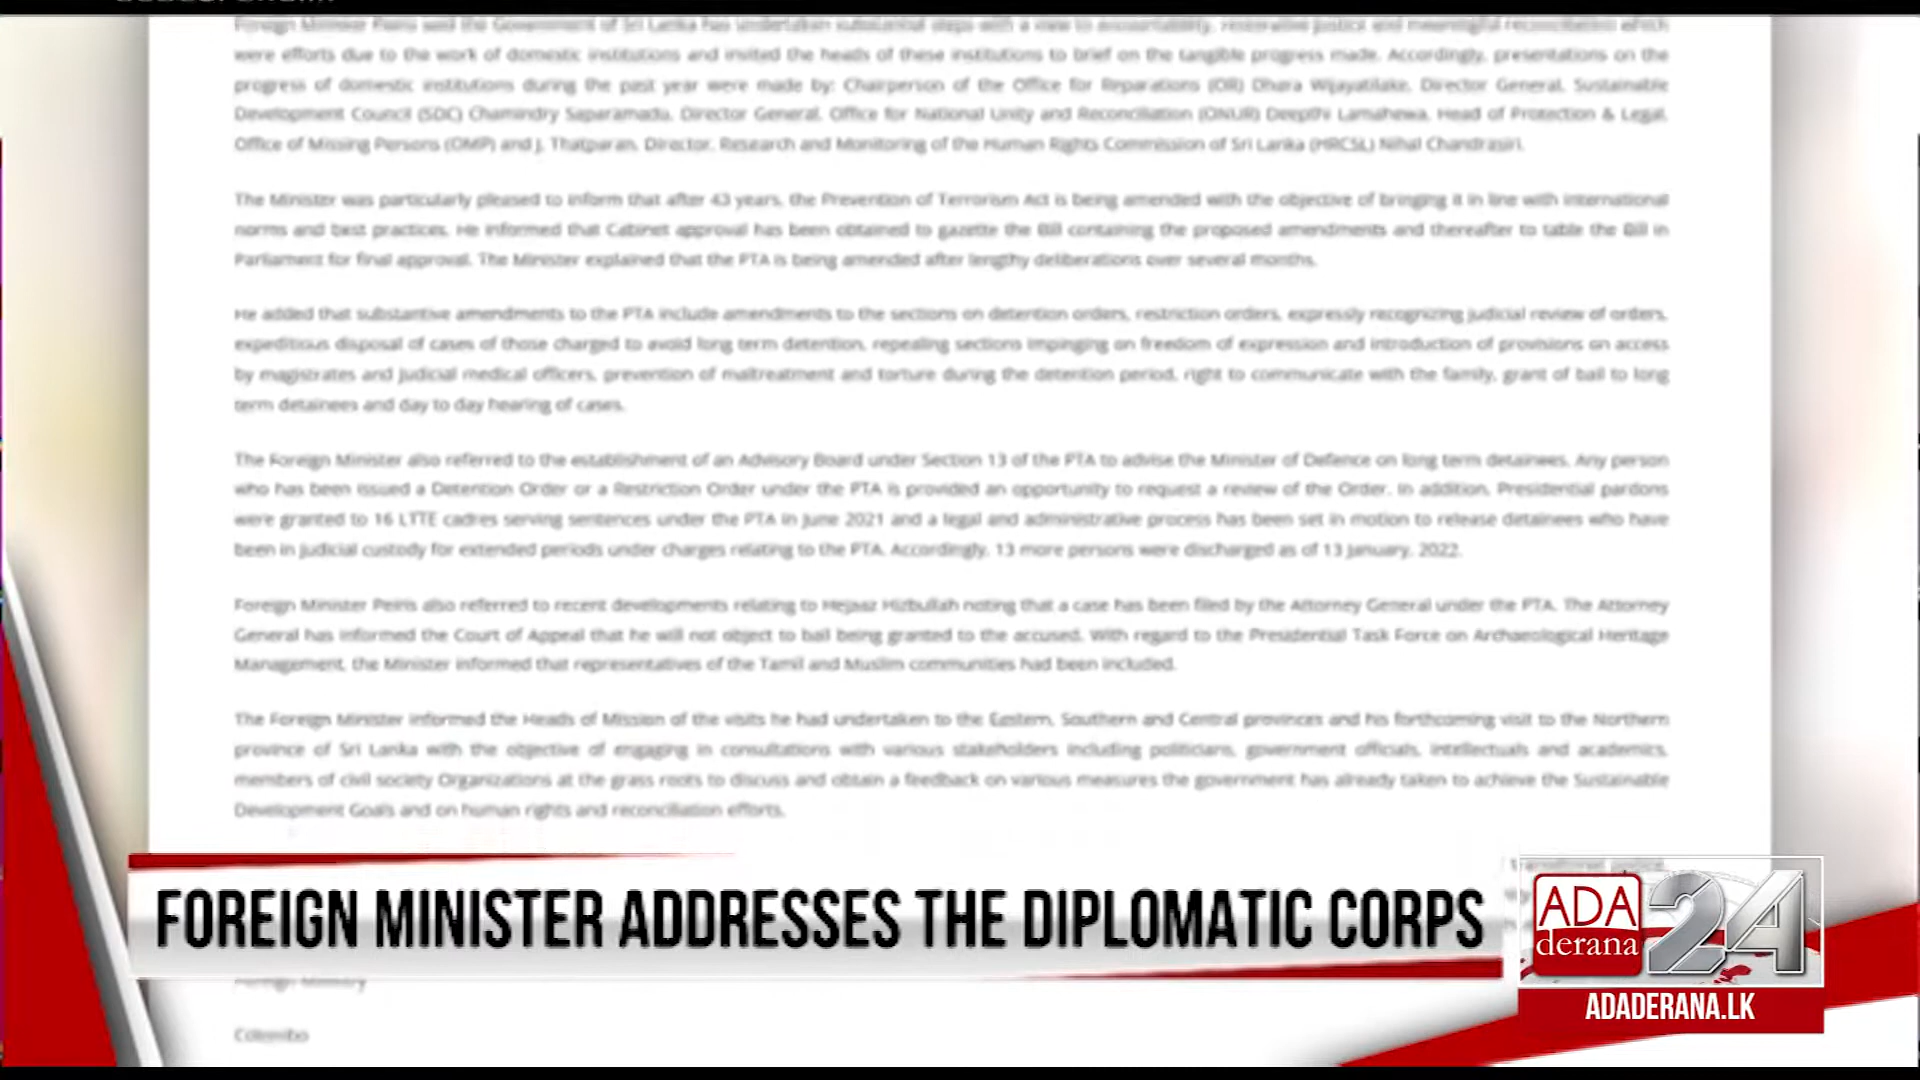 Foreign Minister Peiris said the Government of Sri Lanka has undertaken substantial steps with a view to accountability, restorative justice and meaningful reconciliation which
were efforts due to the work of domestic institutions and invited the heads of these institutions to brief on the tangible progress made. Accordingly, presentations on the
progress of domestic institutions during the past year were made by: Chairperson of the Office for Reparations (OR) Dhara Wijayatilake, Director General, Sustainable
Development Council (SDC) Chamindry Saparamadu, Director General, Office for National Unity and Reconciliation (ONUR) Deepthi Lamahewa, Head of Protection & Legal,
Office of Missing Persons (OMP) and J. Thatparan, Director, Research and Monitoring of the Human Rights Commission of Sri Lanka (HRCSL) Nihal Chandrasiri.
The Minister was particularly pleased to inform that after 43 years, the Prevention of Terrorism Act is being amended with the objective of bringing it in line with international
norms and best practices. He informed that Cabinet approval has been obtained to gazette the Bill containing the proposed amendments and thereafter to table the Bill in
Parliament for final approval. The Minister explained that the PTA is being amended after lengthy deliberations over several months.
He added that substantive amendments to the PTA include amendments to the sections on detention orders, restriction orders, expressly recognizing judicial review of orders,
expeditious disposal of cases of those charged to avoid long term detention, repealing sections impinging on freedom of expression and introduction of provisions on access
by magistrates and judicial medical officers, prevention of maltreatment and torture during the detention period, right to communicate with the family, grant of bail to long
term detainees and day to day hearing of cases.
The Foreign Minister also referred to the establishment of an Advisory Board under Section 13 of the PTA to advise the Minister of Defence on long term detainees. Any person
who has been issued a Detention Order or a Restriction Order under the PTA is provided an opportunity to request a review of the Order. In addition, Presidential pardons
were granted to 16 LTTE cadres serving sentences under the PTA in June 2021 and a legal and administrative process has been set in motion to release detainees who have
been in judicial custody for extended periods under charges relating to the PTA. Accordingly, 13 more persons were discharged as of 13 January, 2022.
Foreign Minister Peiris also referred to recent developments relating to Hejaaz Hizbullah noting that a case has been filed by the Attorney General under the PTA. The Attorney
General has informed the Court of Appeal that he will not object to bail being granted to the accused. With regard to the Presidential Task Force on Archaeological Heritage
Management, the Minister informed that representatives of the Tamil and Muslim communities had been included.
The Foreign Minister informed the Heads of Mission of the visits he had undertaken to the Eastern, Southern and Central provinces and his forthcoming visit to the Northern
province of Sri Lanka with the objective of engaging in consultations with various stakeholders including politicians, government officials, intellectuals and academics,
members of civil society Organizations at the grass roots to discuss and obtain a feedback on various measures the government has already taken to achieve the Sustainable
Development Goals and on human rights and reconciliation efforts.
transitional justice,
FOREIGN MINISTER ADDRESSES THE DIPLOMATIC CORPS
ADA
derana
24
ADADERANA.LK
Foreign Ministry
Colombo